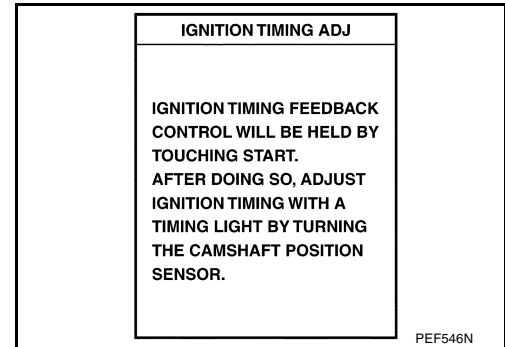 IGNITION TIMING ADJ
IGNITION TIMING FEEDBACK
CONTROL WILL BE HELD BY
TOUCHING START.
AFTER DOING SO, ADJUST
IGNITION TIMING WITH A
TIMING LIGHT BY TURNING
THE CAMSHAFT POSITION
SENSOR.
PEF546N